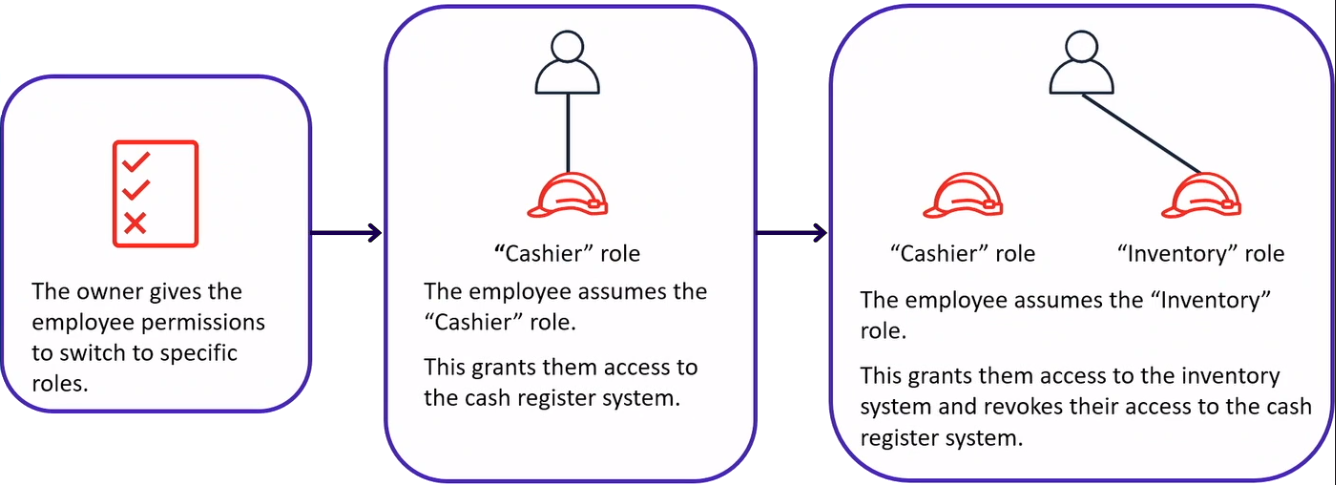 The owner gives the
employee permissions
to switch to specific
roles.
“Cashier” role
The employee assumes the
“Cashier” role.
This grants them access to
the cash register system.
“Cashier” role
“Inventory” role
The employee assumes the “Inventory”
role.
This grants them access to the inventory
system and revokes their access to the cash
register system.